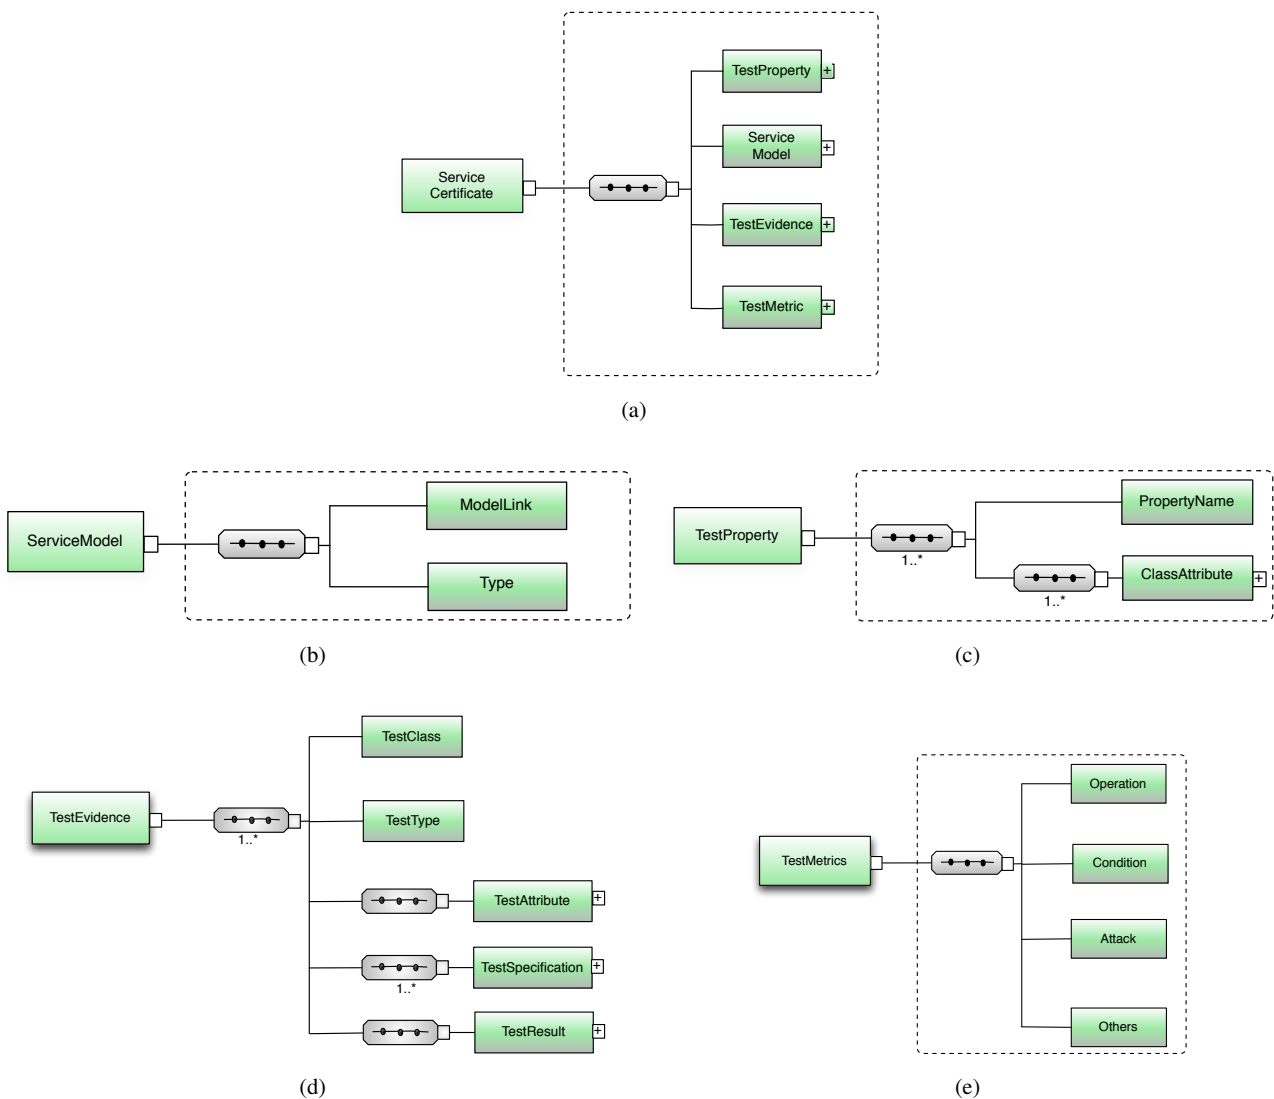 TestProperty
+
Service
Model
+
Service
Certificate
TestEvidence
+
TestMetric
+
(a)
ServiceModel
ModelLink
Type
(b)
TestProperty
1..*
PropertyName
1..*
ClassAttribute
+
(c)
TestEvidence
1..*
TestClass
TestType
TestAttribute
+
1..*
TestSpecification
+
TestResult
+
(d)
TestMetrics
Operation
Condition
Attack
Others
(e)